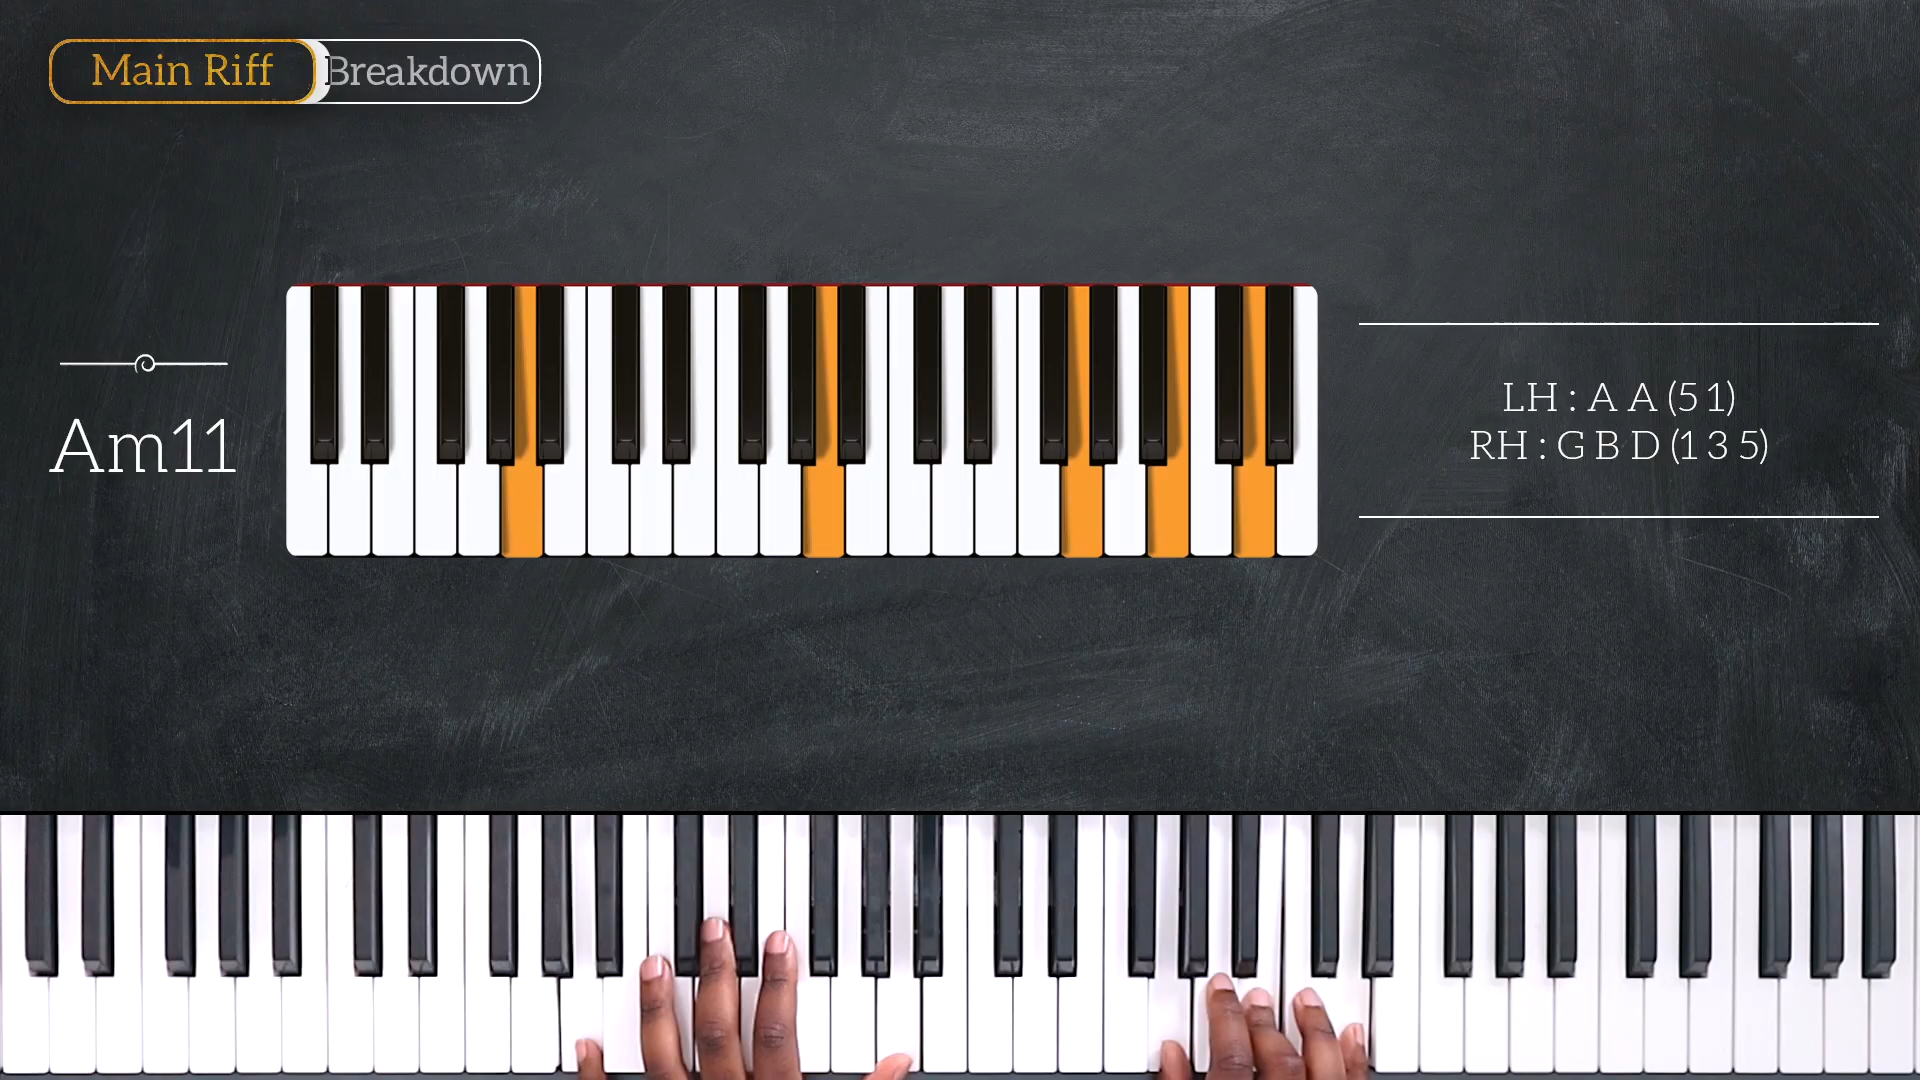 Main Riff
Breakdown
Am11
LH : A A (5 1)
RH : G B D (1 3 5)